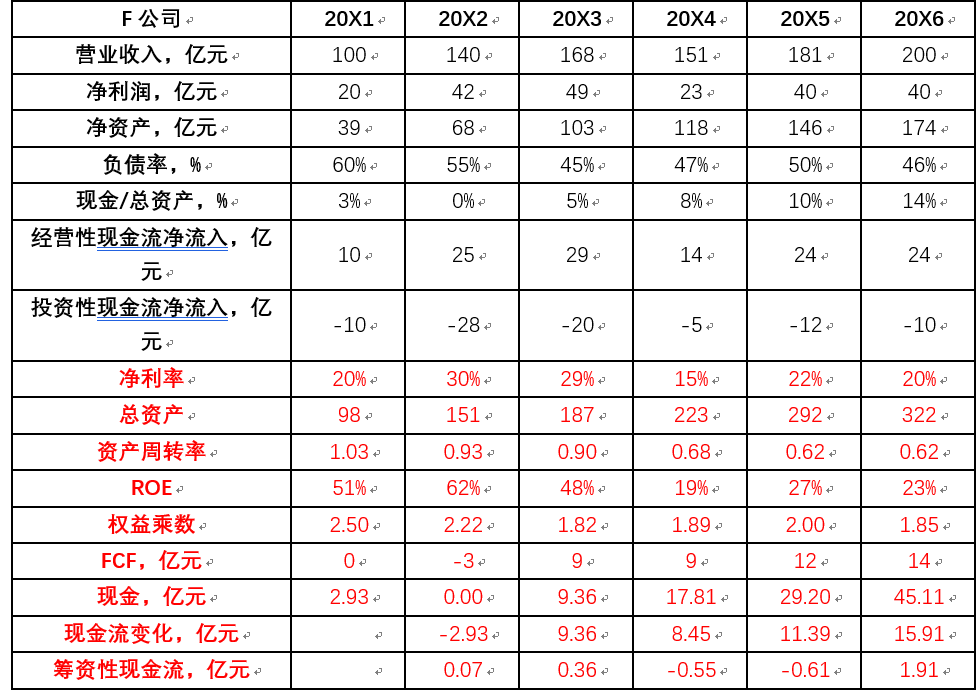 F 公司 20X1 20X2 20X3 20X4 20X5 20X6
营业收入，亿元 100 140 168 151 181 200
净利润，亿元 20 42 49 23 40 40
净资产，亿元 39 68 103 118 146 174
负债率，% 60% 55% 45% 47% 50% 46%
现金/总资产，% 3% 0% 5% 8% 10% 14%
经营性现金流净流入，亿
元 10 25 29 14 24 24
投资性现金流净流入，亿
元 -10 -28 -20 -5 -12 -10
净利率 20% 30% 29% 15% 22% 20%
总资产 98 151 187 223 292 322
资产周转率 1.03 0.93 0.90 0.68 0.62 0.62
ROE 51% 62% 48% 19% 27% 23%
权益乘数 2.50 2.22 1.82 1.89 2.00 1.85
FCF，亿元 0 -3 9 9 12 14
现金，亿元 2.93 0.00 9.36 17.81 29.20 45.11
现金流变化，亿元 -2.93 9.36 8.45 11.39 15.91
筹资性现金流，亿元 0.07 0.36 -0.55 -0.61 1.91